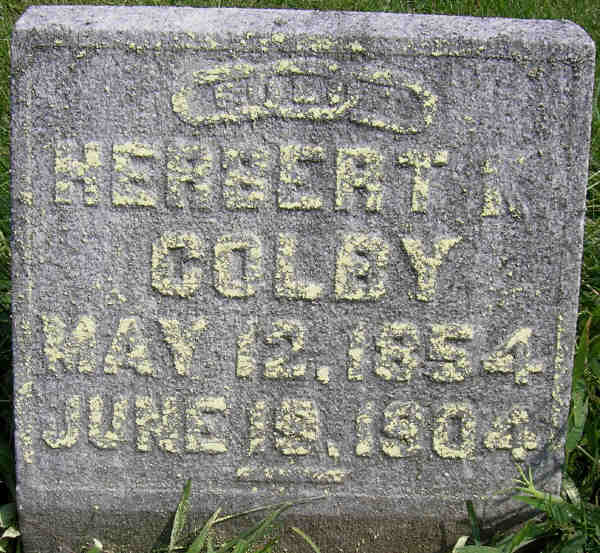 HERBERT
COLBY
MAY 12, 1854
JUNE 19, 1904